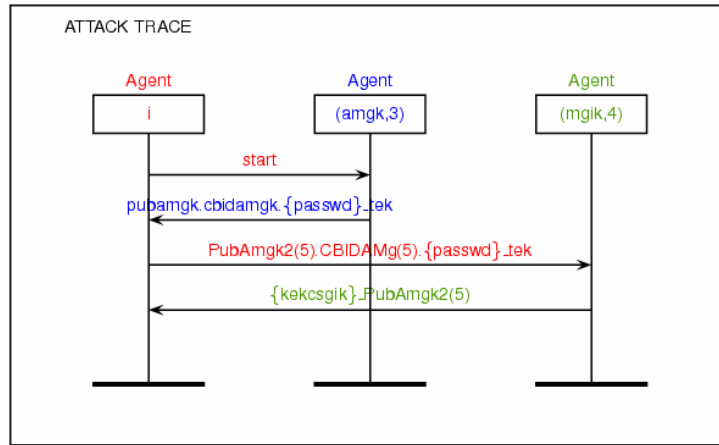 ATTACK TRACE
Agent Agent Agent
i (amgk,3) (mgik,4)
start
pubamgk.cbidamgk.{passwd}_tek
PubAmgk2(5).CBIDAMg(5).{passwd}_tek
{kekcsgik}_PubAmgk2(5)